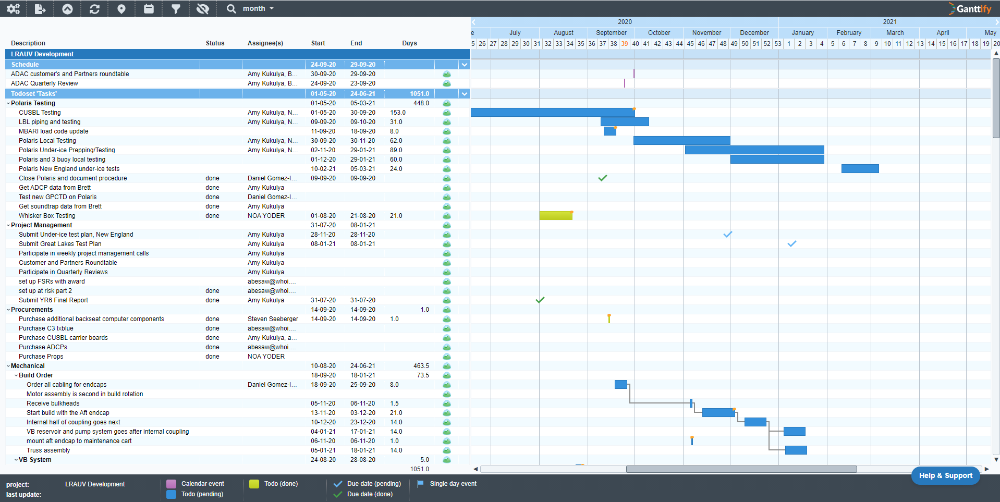 month
Ganttify
2020 2021
e July August September October November December January February March April May
Description Status Assignee(s) Start End Days
25 26 27 28 29 30 31 32 33 34 35 36 37 38 39 40 41 42 43 44 45 46 47 48 49 50 51 52 53 1 2 3 4 5 6 7 8 9 10 11 12 13 14 15 16 17 18 19 20
LRAUV Development
Schedule 24-09-20 29-09-20
ADAC customer's and Partners roundtable Amy Kukulya, B... 30-09-20 29-09-20
ADAC Quarterly Review Amy Kukulya, B... 24-09-20 23-09-20
Todoset 'Tasks' 01-05-20 24-06-21 1051.0
Polaris Testing 01-05-20 05-03-21 448.0
CUSBL Testing Amy Kukulya, N... 01-05-20 30-09-20 153.0
LBL piping and testing Amy Kukulya, N... 09-09-20 09-10-20 31.0
MBARI load code update 11-09-20 18-09-20 8.0
Polaris Local Testing Amy Kukulya, N... 30-09-20 30-11-20 62.0
Polaris Under-ice Prepping/Testing Amy Kukulya, N... 02-11-20 29-01-21 89.0
Polaris and 3 buoy local testing 01-12-20 29-01-21 60.0
Polaris New England under-ice tests 10-02-21 05-03-21 24.0
Close Polaris and document procedure done Daniel Gomez-I... 09-09-20 09-09-20
Get ADCP data from Brett done Amy Kukulya
Test new GPCTD on Polaris done Daniel Gomez-I...
Get soundtrap data from Brett done Amy Kukulya
Whisker Box Testing done NOA YODER 01-08-20 21-08-20 21.0
Project Management 31-07-20 08-01-21
Submit Under-ice test plan, New England Amy Kukulya 28-11-20 28-11-20
Submit Great Lakes Test Plan Amy Kukulya 08-01-21 08-01-21
Participate in weekly project management calls Amy Kukulya
Customer and Partners Roundtable Amy Kukulya
Participate in Quarterly Reviews Amy Kukulya
set up FSRs with award abesaw@whoi....
set up at risk part 2 done abesaw@whoi....
Submit YR6 Final Report done Amy Kukulya 31-07-20 31-07-20
Procurements 14-09-20 14-09-20 1.0
Purchase additional backseat computer components done Steven Seeberger 14-09-20 14-09-20 1.0
Purchase C3 Ixblue done abesaw@whoi....
Purchase CUSBL carrier boards done Amy Kukulya, a...
Purchase ADCPs done abesaw@whoi....
Purchase Props done NOA YODER
Mechanical 10-08-20 24-06-21 463.5
Build Order 18-09-20 18-01-21 73.5
Order all cabling for endcaps Daniel Gomez-I... 18-09-20 25-09-20 8.0
Motor assembly is second in build rotation
Receive bulkheads 05-11-20 06-11-20 1.5
Start build with the Aft endcap 13-11-20 03-12-20 21.0
Internal half of coupling goes next 10-12-20 23-12-20 14.0
VB reservoir and pump system goes after internal coupling 04-01-21 17-01-21 14.0
mount aft endcap to maintenance cart 06-11-20 06-11-20 1.0
Truss assembly 05-01-21 18-01-21 14.0
VB System 24-08-20 28-08-20 5.0
1051.0
Help & Support
project: LRAUV Development
last update:
Calendar event
Todo (pending)
Todo (done)
Due date (pending)
Due date (done)
Single day event